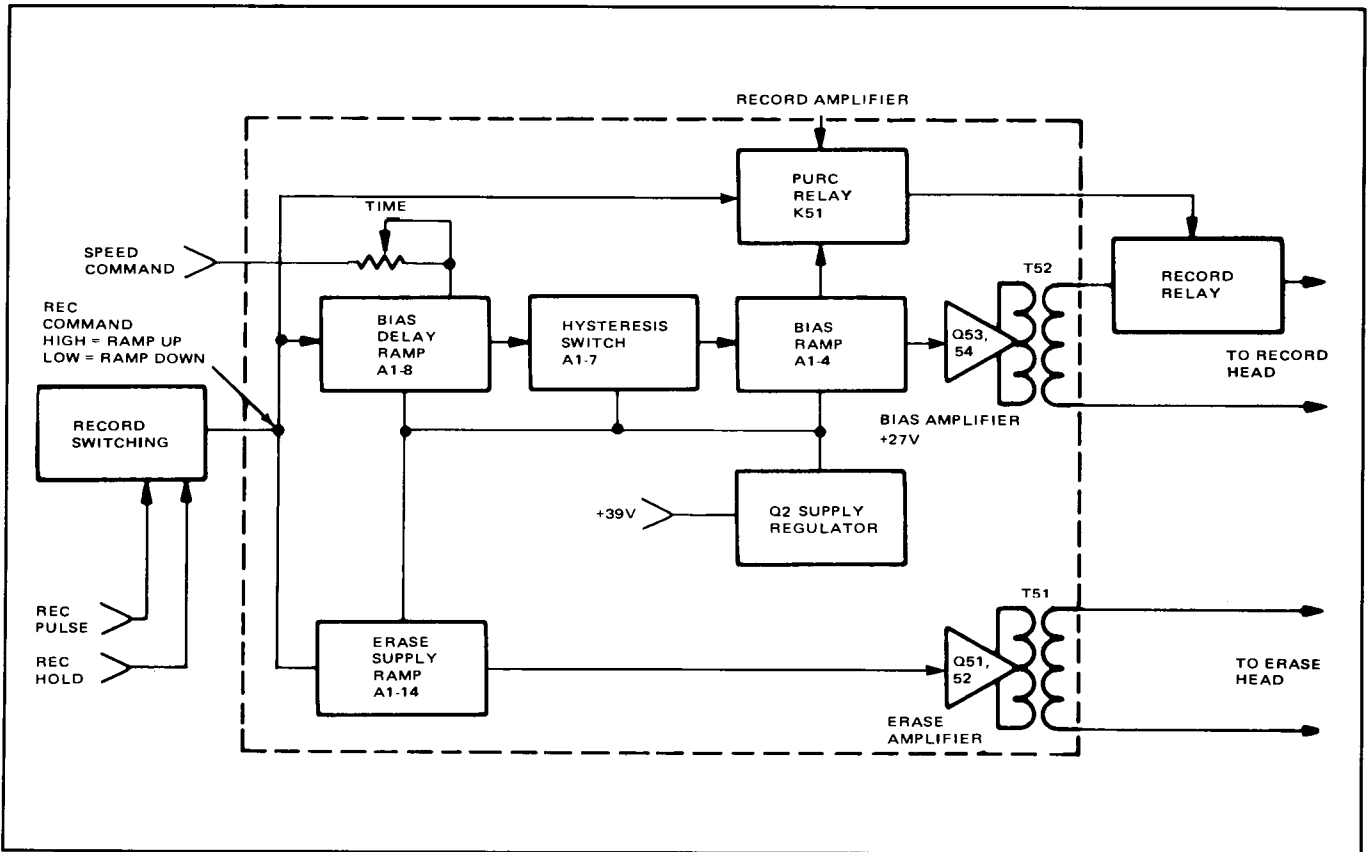 RECORD AMPLIFIER
PURC
RELAY
K51
TIME
SPEED
COMMAND
T52
RECORD
RELAY
REC
COMMAND
HIGH = RAMP UP
LOW = RAMP DOWN
BIAS
DELAY
RAMP
A1-8
HYSTERESIS
SWITCH
A1-7
BIAS
RAMP
A1-4
Q53,
54
TO RECORD
HEAD
BIAS AMPLIFIER
+27V
RECORD
SWITCHING
+39V
Q2 SUPPLY
REGULATOR
REC
PULSE
REC
HOLD
ERASE
SUPPLY
RAMP
A1-14
T51
Q51,
52
TO ERASE
HEAD
ERASE
AMPLIFIER